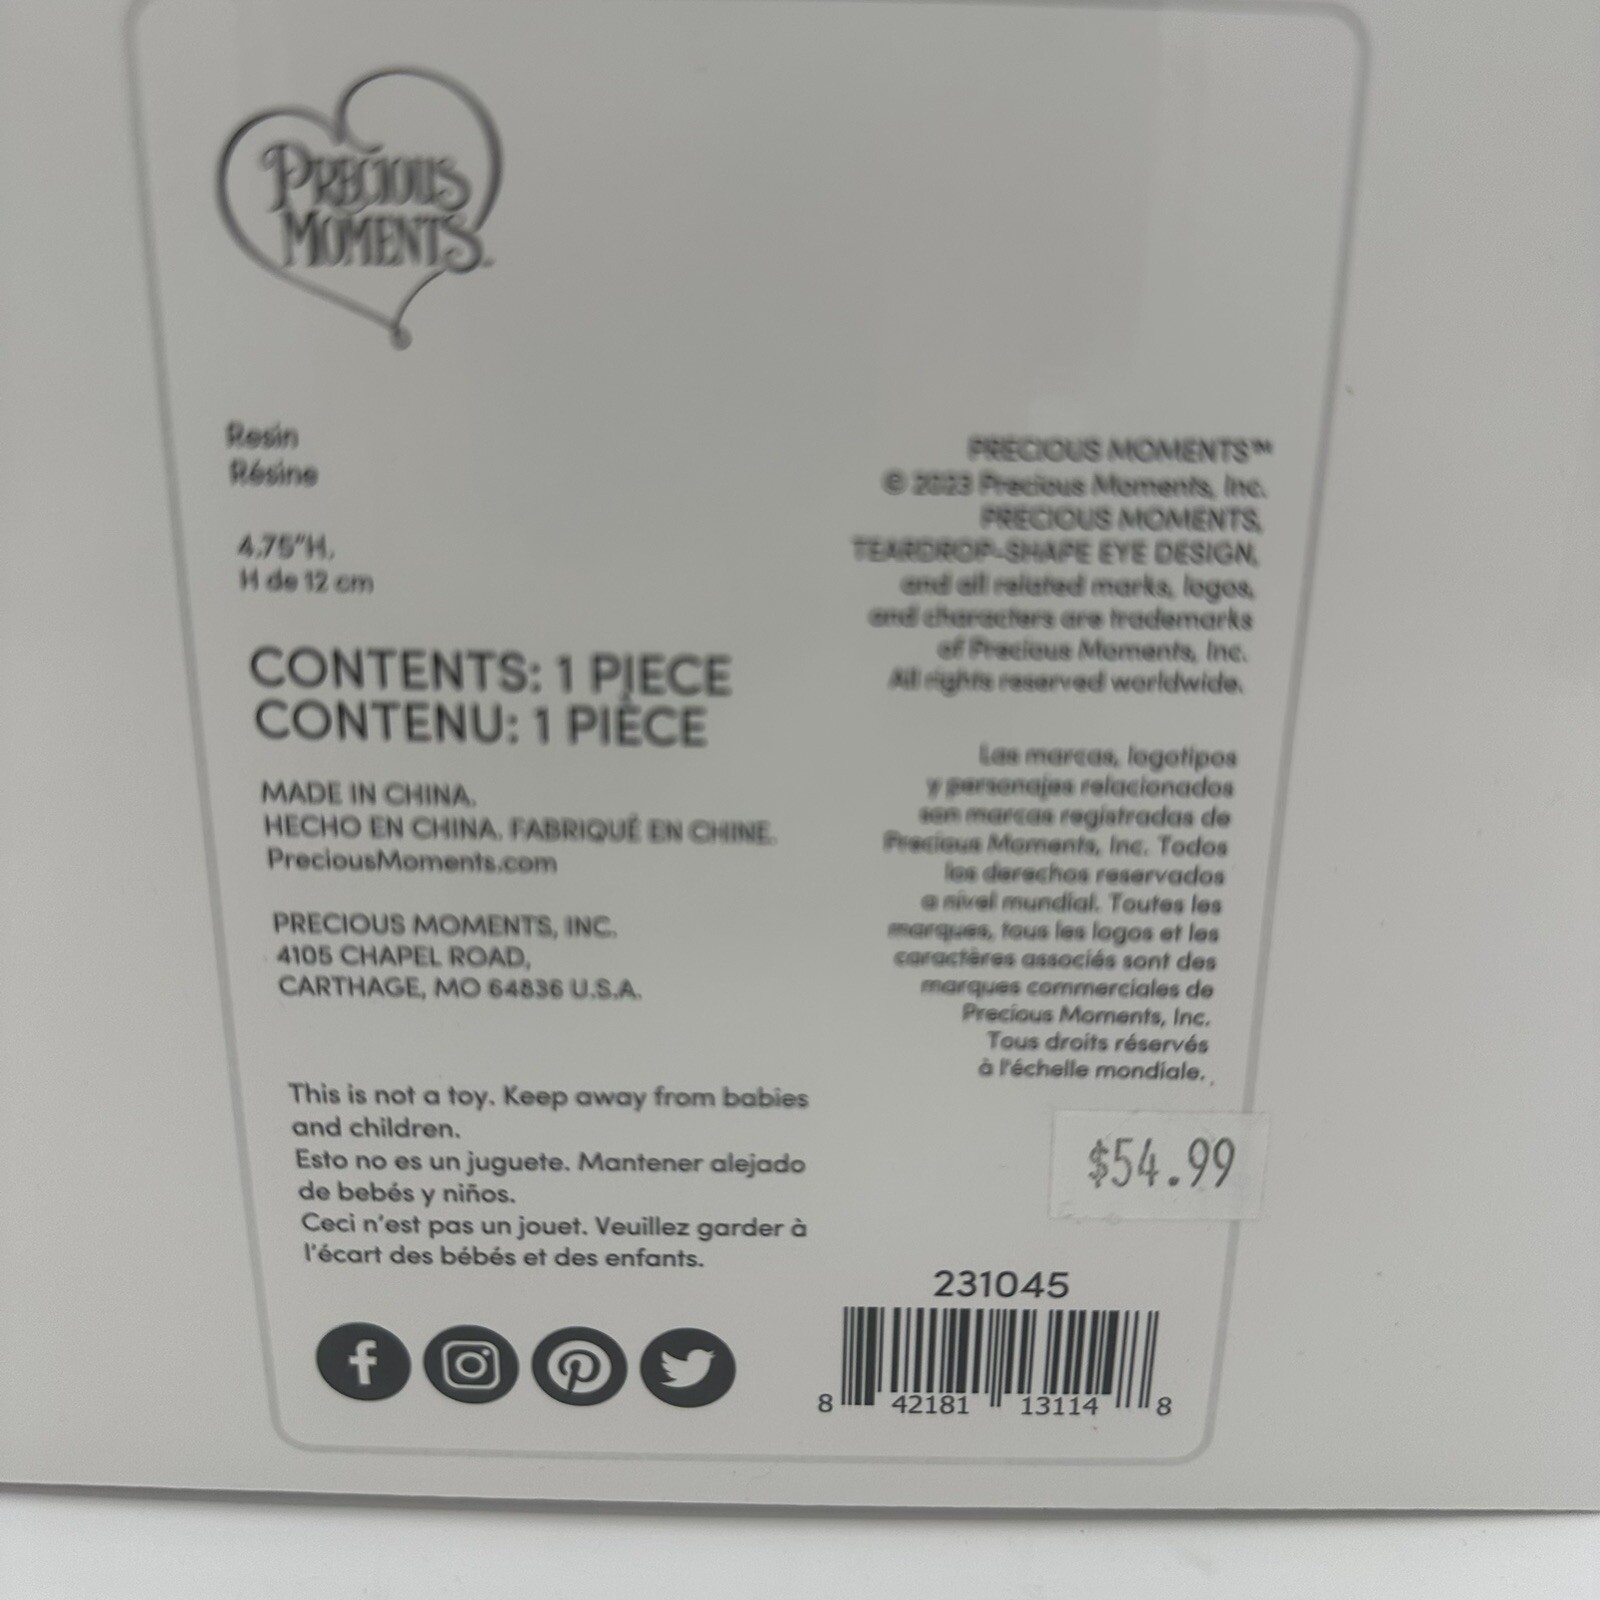 PRECIOUS
MOMENTS™
Resin
Résine
4.75"H,
H de 12 cm
CONTENTS: 1 PIECE
CONTENU: 1 PIÈCE
MADE IN CHINA.
HECHO EN CHINA. FABRIQUÉ EN CHINE.
PreciousMoments.com
PRECIOUS MOMENTS, INC.
4105 CHAPEL ROAD,
CARTHAGE, MO 64836 U.S.A.
This is not a toy. Keep away from babies
and children.
Esto no es un juguete. Mantener alejado
de bebés y niños.
Ceci n'est pas un jouet. Veuillez garder à
l'écart des bébés et des enfants.
PRECIOUS MOMENTS™
© 2023 Precious Moments, Inc.
PRECIOUS MOMENTS,
TEARDROP-SHAPE EYE DESIGN,
and all related marks, logos,
and characters are trademarks
of Precious Moments, Inc.
All rights reserved worldwide.
Las marcas, logotipos
y personajes relacionados
son marcas registradas de
Precious Moments, Inc. Todos
los derechos reservados
a nivel mundial. Toutes les
marques, tous les logos et les
caractères associés sont des
marques commerciales de
Precious Moments, Inc.
Tous droits réservés
à l'échelle mondiale.
$54.99
231045
8 42181 13114 8